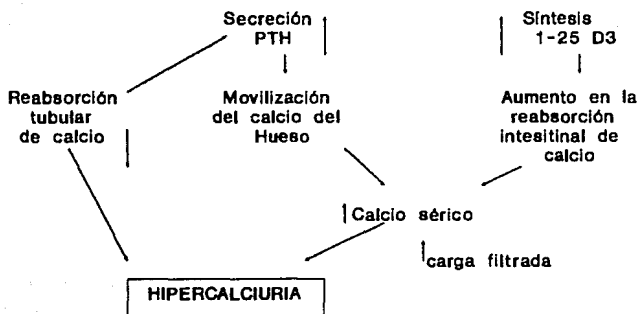 Secreción
PTH
Síntesis
1-25 D3
Reabsorción
tubular
de calcio
Movilización
del calcio del
Hueso
Aumento en la
reabsorción
intesitinal de
calcio
Calcio sérico
carga filtrada
HIPERCALCIURIA